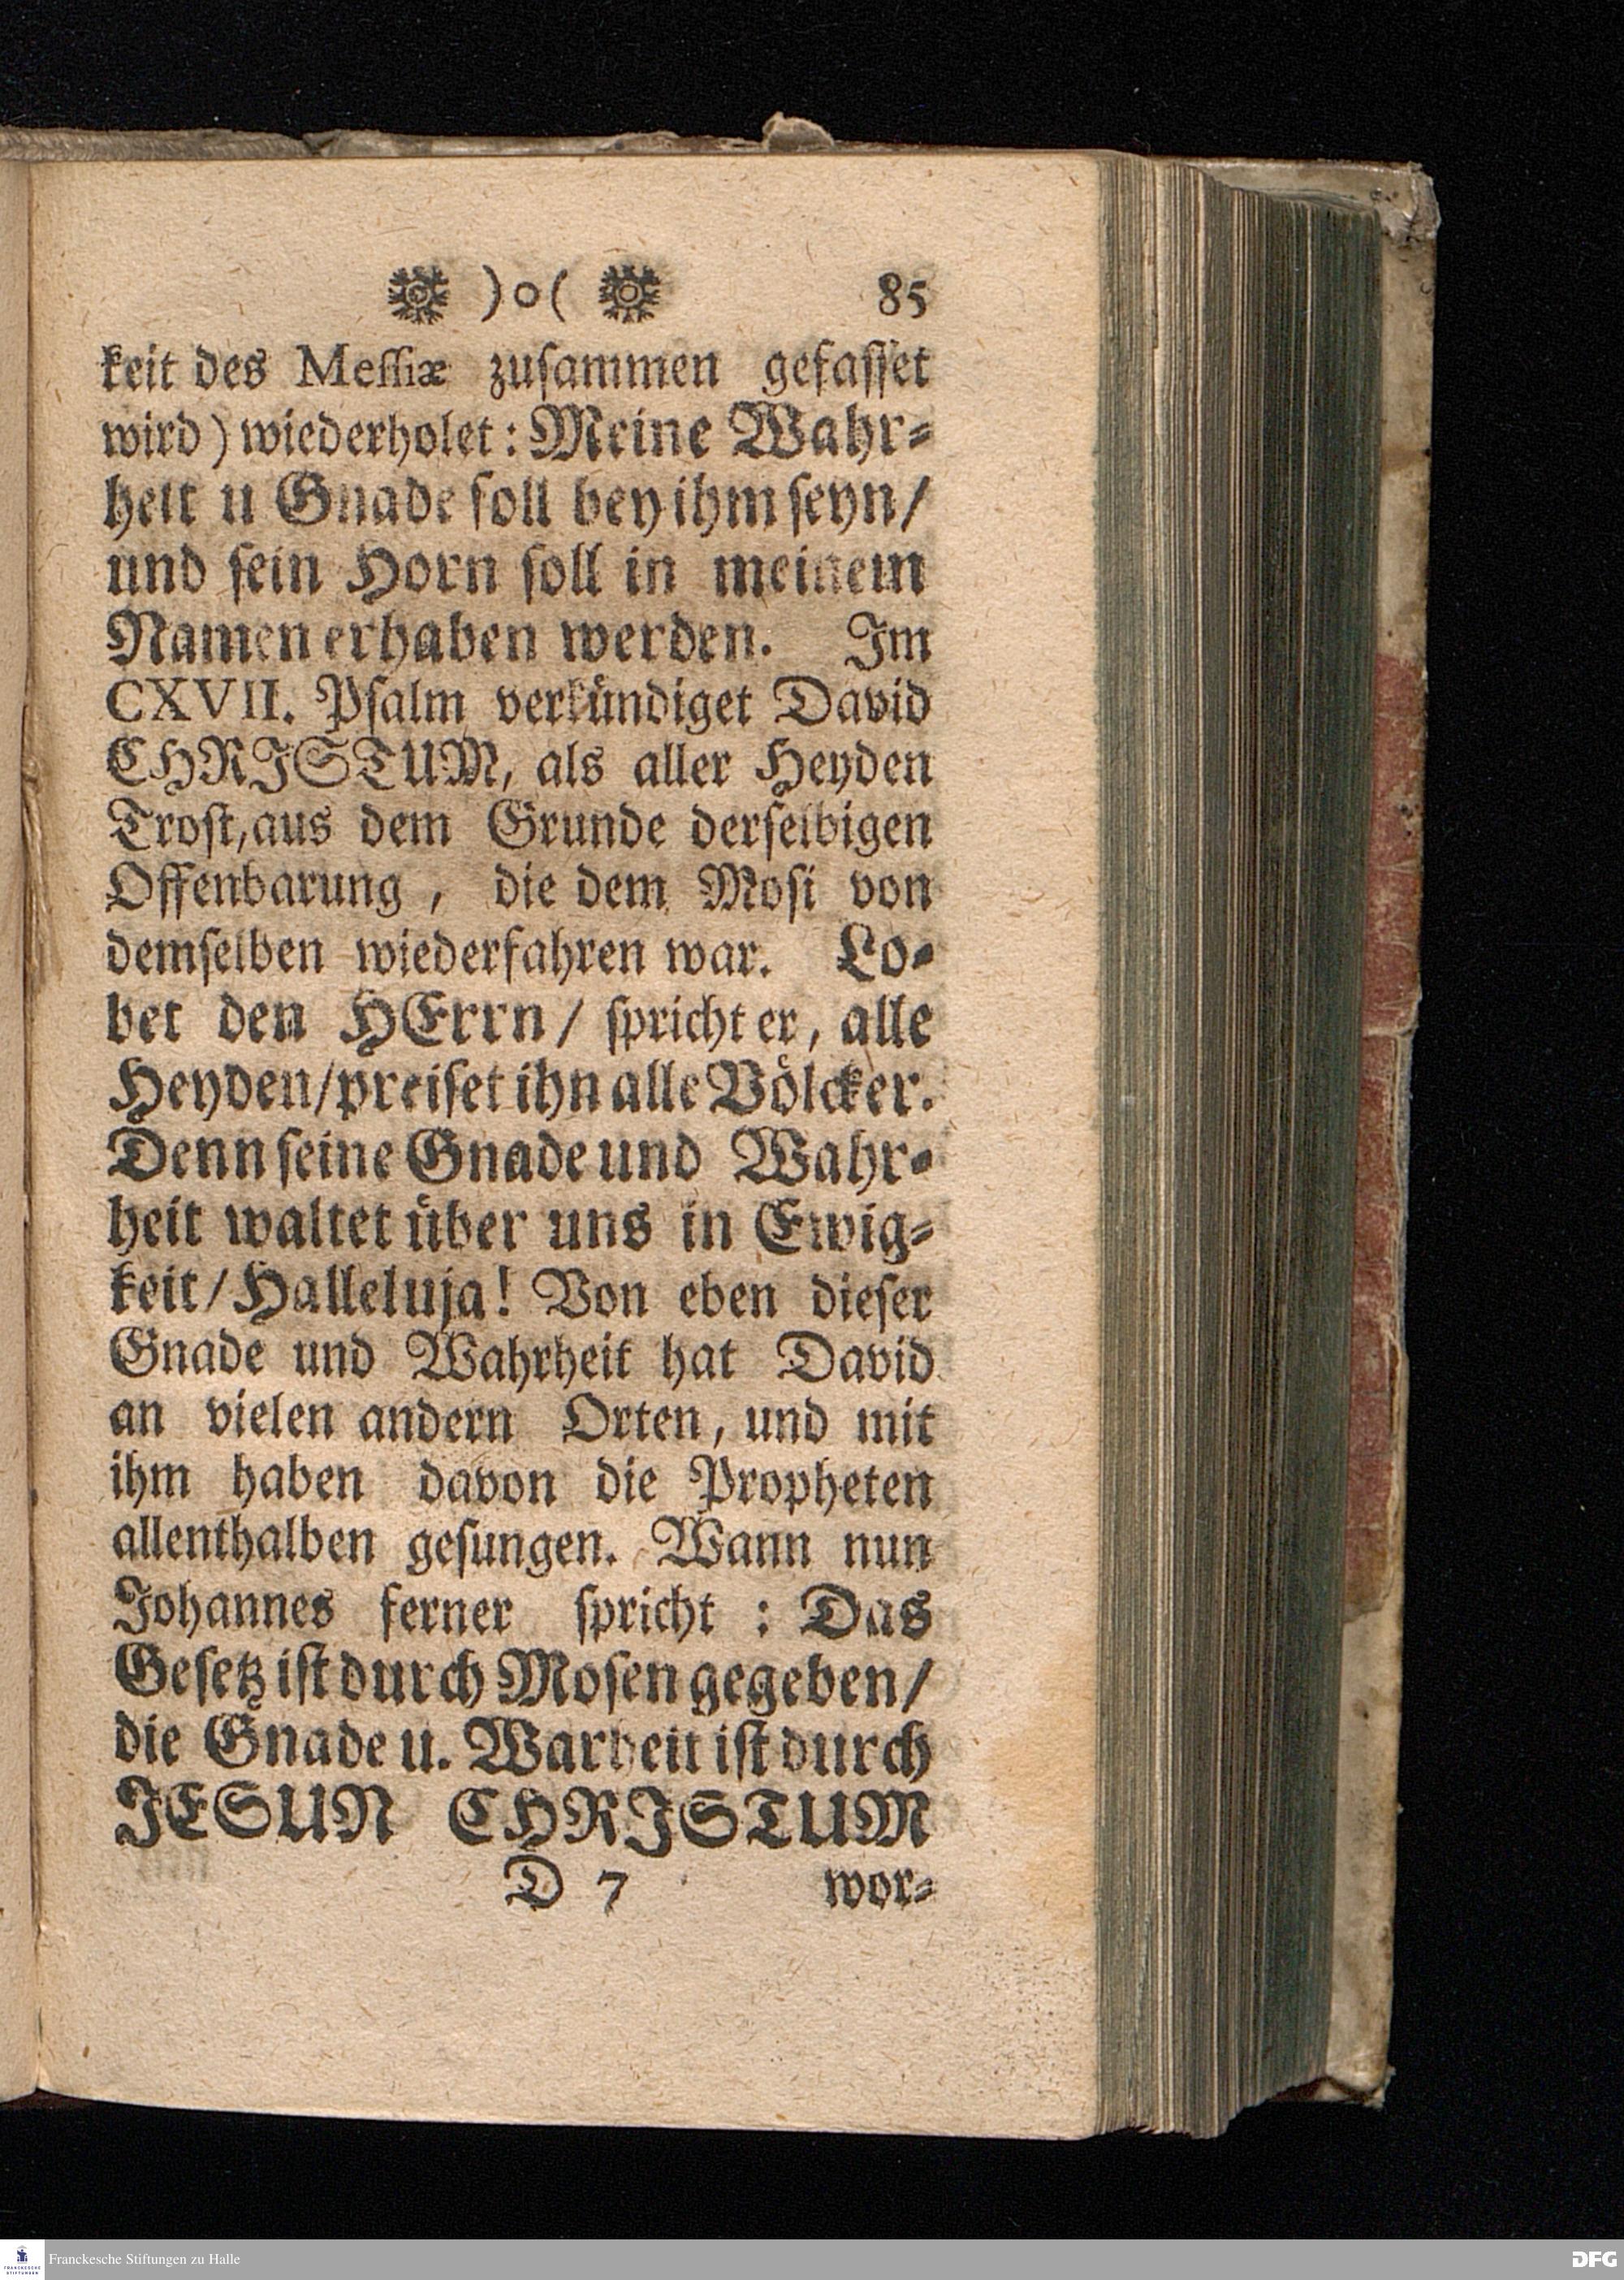 )o( 85
keit des Messiæ zusammen gefasset
wird) wiederholet: Meine Wahr-
heit u Gnade soll bey ihm seyn/
und sein Horn soll in meinem
Namen erhaben werden. Im
CXVII. Psalm verkündiget David
CHRISTUM, als aller Heyden
Trost, aus dem Grunde derselbigen
Offenbarung, die dem Mosi von
demselben wiederfahren war. Lo-
bet den HErrn/ spricht er, alle
Heyden/preiset ihn alle Völcker.
Denn seine Gnade und Wahr-
heit waltet über uns in Ewig-
keit/Halleluja! Von eben dieser
Gnade und Wahrheit hat David
an vielen andern Orten, und mit
ihm haben davon die Propheten
allenthalben gesungen. Wann nun
Johannes ferner spricht: Das
Gesetz ist durch Mosen gegeben/
die Gnade u. Warheit ist durch
JESUN CHRISTUM
D 7 wor-
FRANCKESCHE STIFTUNGEN
Franckesche Stiftungen zu Halle
DFG